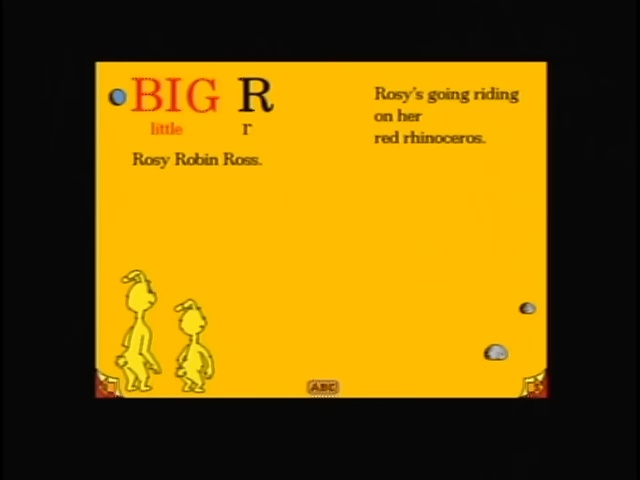 BIG R
little r
Rosy Robin Ross.
Rosy's going riding
on her
red rhinoceros.
ABC